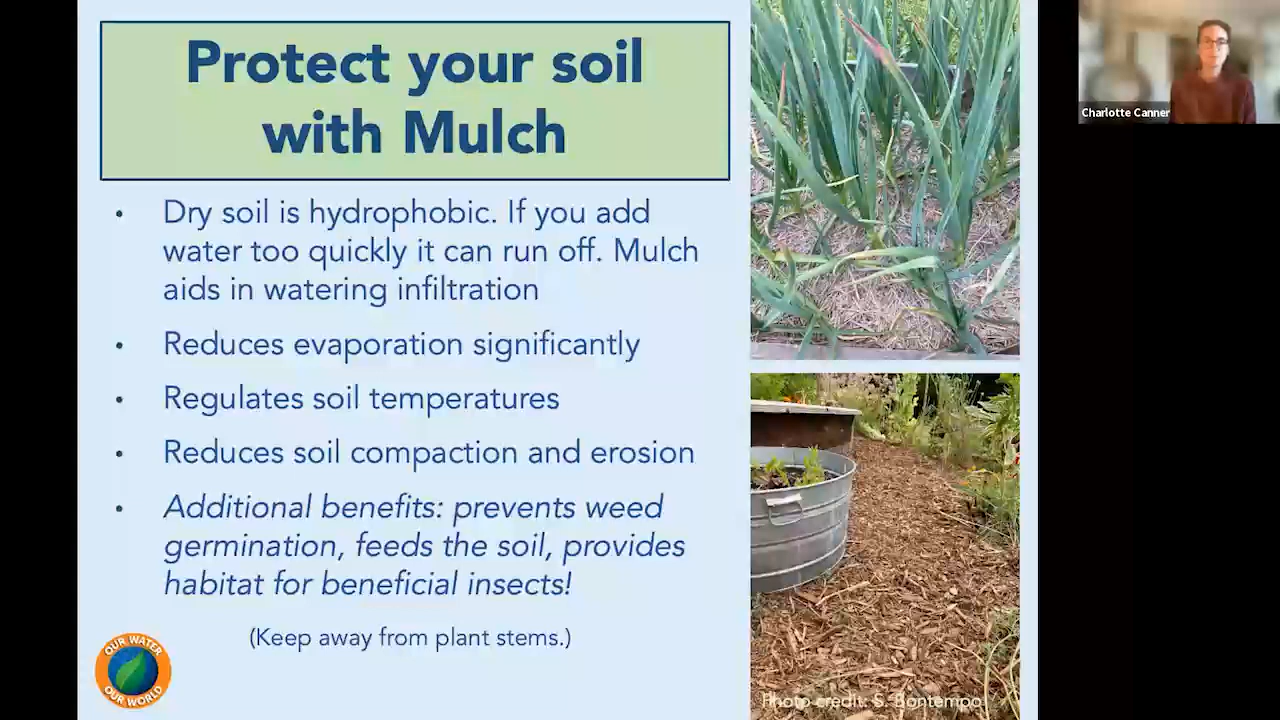 Protect your soil
with Mulch
• Dry soil is hydrophobic. If you add
water too quickly it can run off. Mulch
aids in watering infiltration
• Reduces evaporation significantly
• Regulates soil temperatures
• Reduces soil compaction and erosion
• Additional benefits: prevents weed
germination, feeds the soil, provides
habitat for beneficial insects!
(Keep away from plant stems.)
OUR WATER
OUR WORLD
Photo credit: S. Bontempo
Charlotte Canner